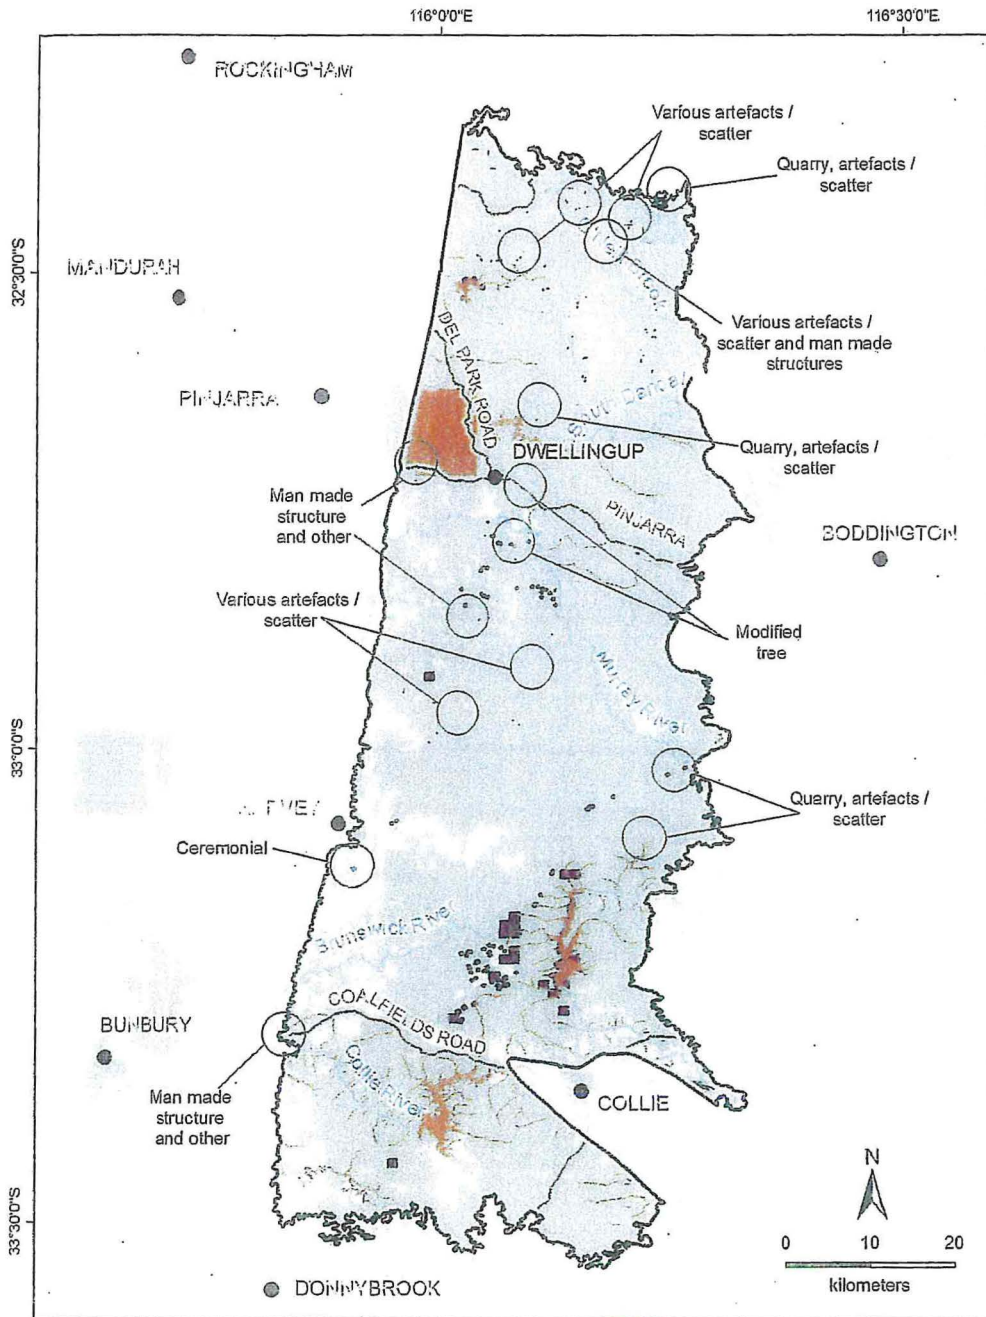 116°0'0"E
116°30'0"E
ROCKINGHAM
Various artefacts /
scatter
Quarry, artefacts /
scatter
MANDURAH
32°30'0"S
Various artefacts /
scatter and man made
structures
DEL PARK ROAD
PINJARRA
South Dandalup
Quarry, artefacts /
scatter
DWELLINGUP
Man made
structure
and other
PINJARRA
BODDINGTON
Various artefacts /
scatter
Modified
tree
Murray River
33°0'0"S
Quarry, artefacts /
scatter
Ceremonial
Brunswick River
COALFIELDS ROAD
BUNBURY
Collie River
COLLIE
Man made
structure
and other
N
33°30'0"S
0 10 20
kilometers
DONNYBROOK